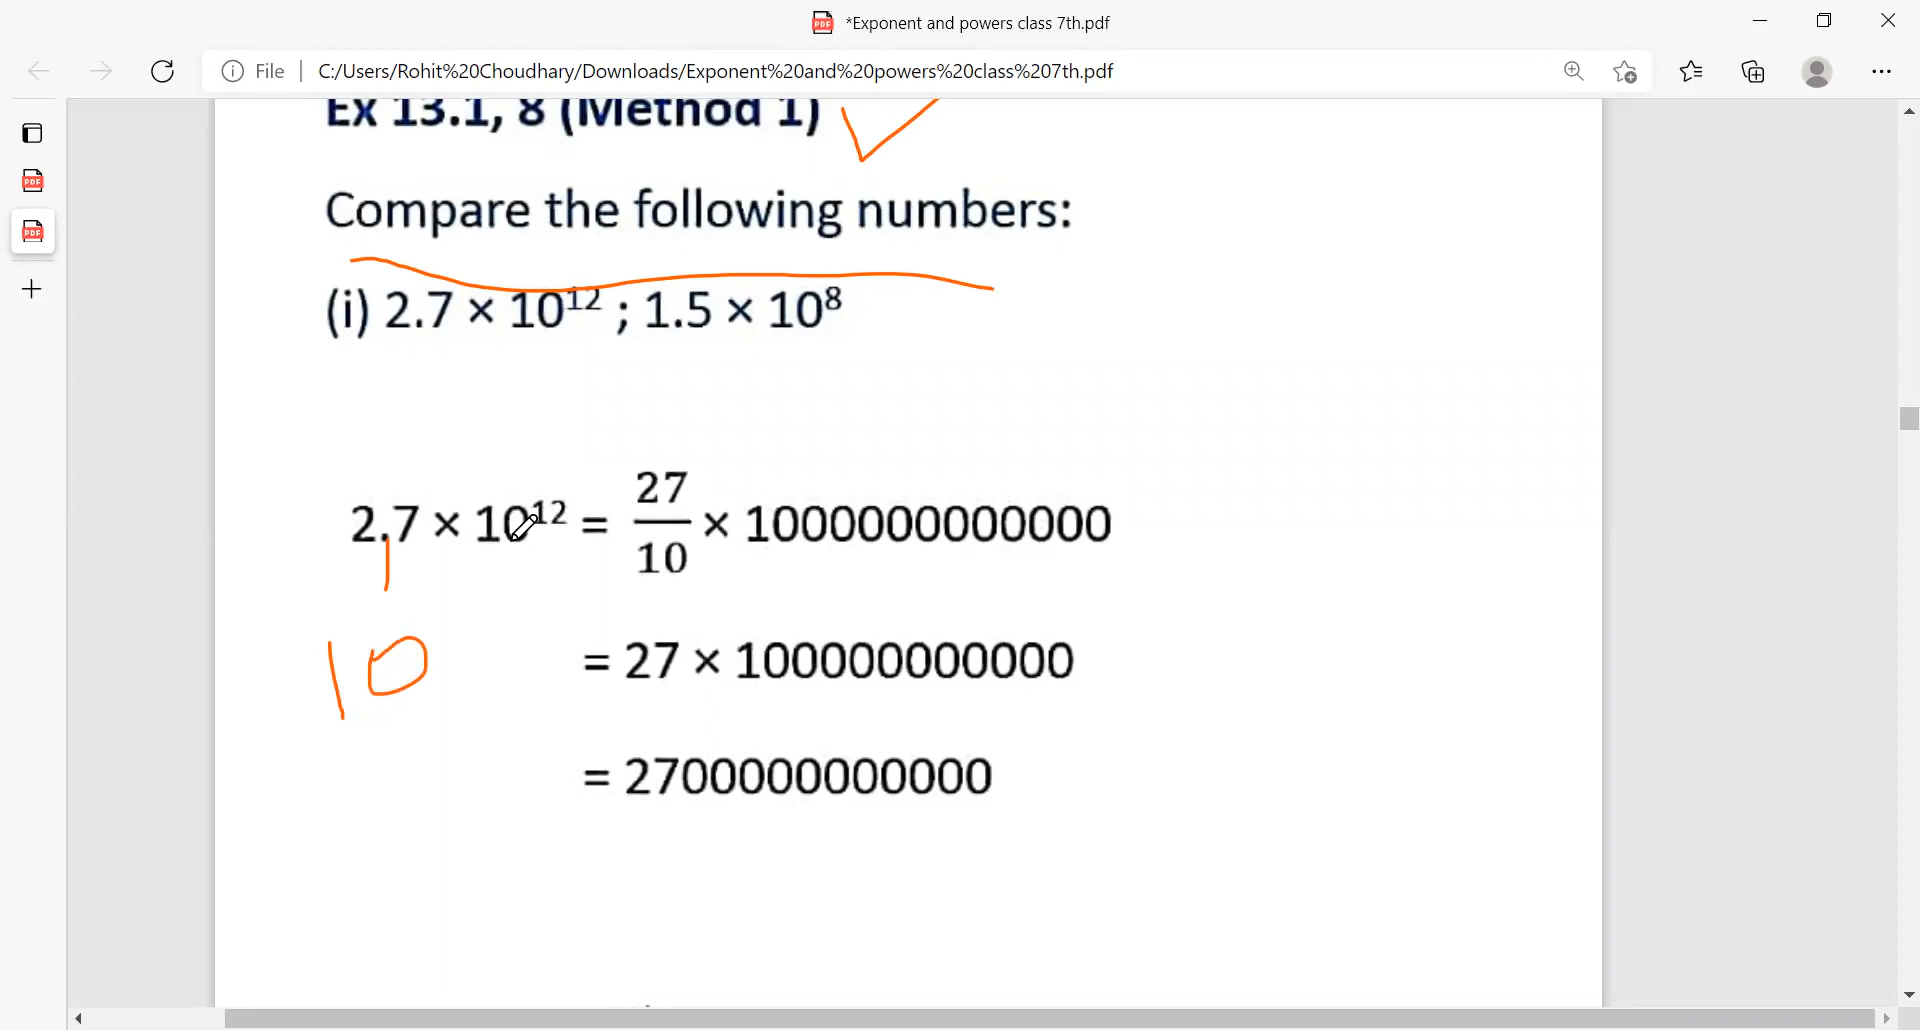 *Exponent and powers class 7th.pdf
File | C:/Users/Rohit%20Choudhary/Downloads/Exponent%20and%20powers%20class%207th.pdf
Ex 13.1, 8 (Method 1)
Compare the following numbers:
(i) 2.7 × 10¹² ; 1.5 × 10⁸
2.7 × 10¹² = 27/10 × 1000000000000
10
= 27 × 100000000000
= 2700000000000